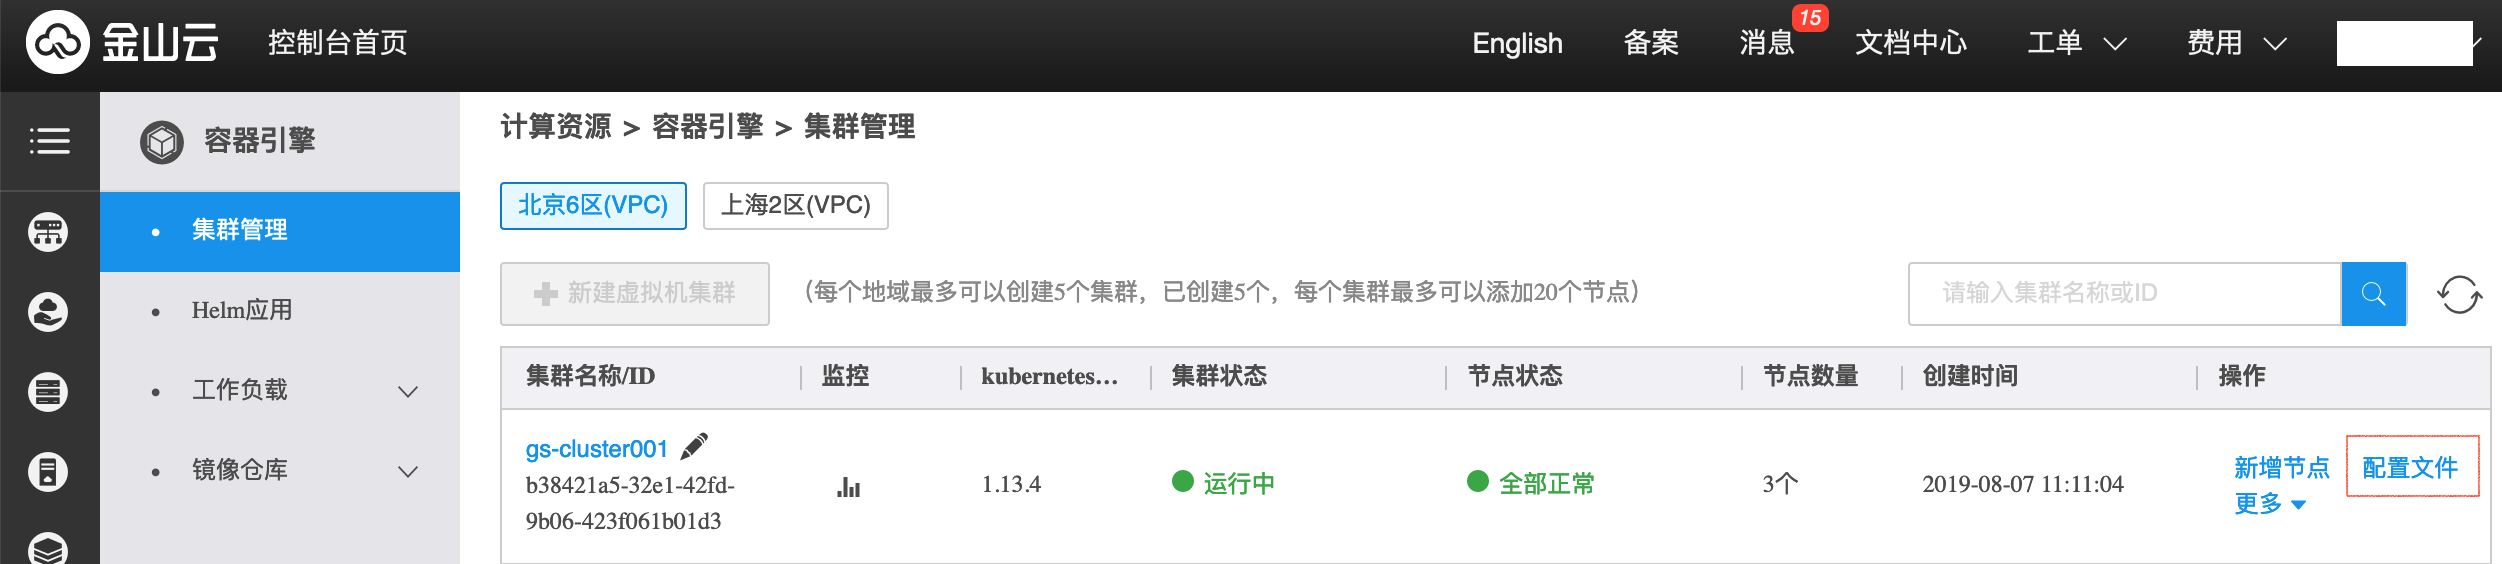 金山云
控制台首页
English
备案
消息
15
文档中心
工单
费用
容器引擎
集群管理
Helm应用
工作负载
镜像仓库
计算资源 > 容器引擎 > 集群管理
北京6区(VPC)
上海2区(VPC)
新建虚拟机集群
（每个地域最多可以创建5个集群，已创建5个，每个集群最多可以添加20个节点）
请输入集群名称或ID
集群名称/ID
监控
kubernetes...
集群状态
节点状态
节点数量
创建时间
操作
gs-cluster001
b38421a5-32e1-42fd-
9b06-423f061b01d3
1.13.4
运行中
全部正常
3个
2019-08-07 11:11:04
新增节点
配置文件
更多